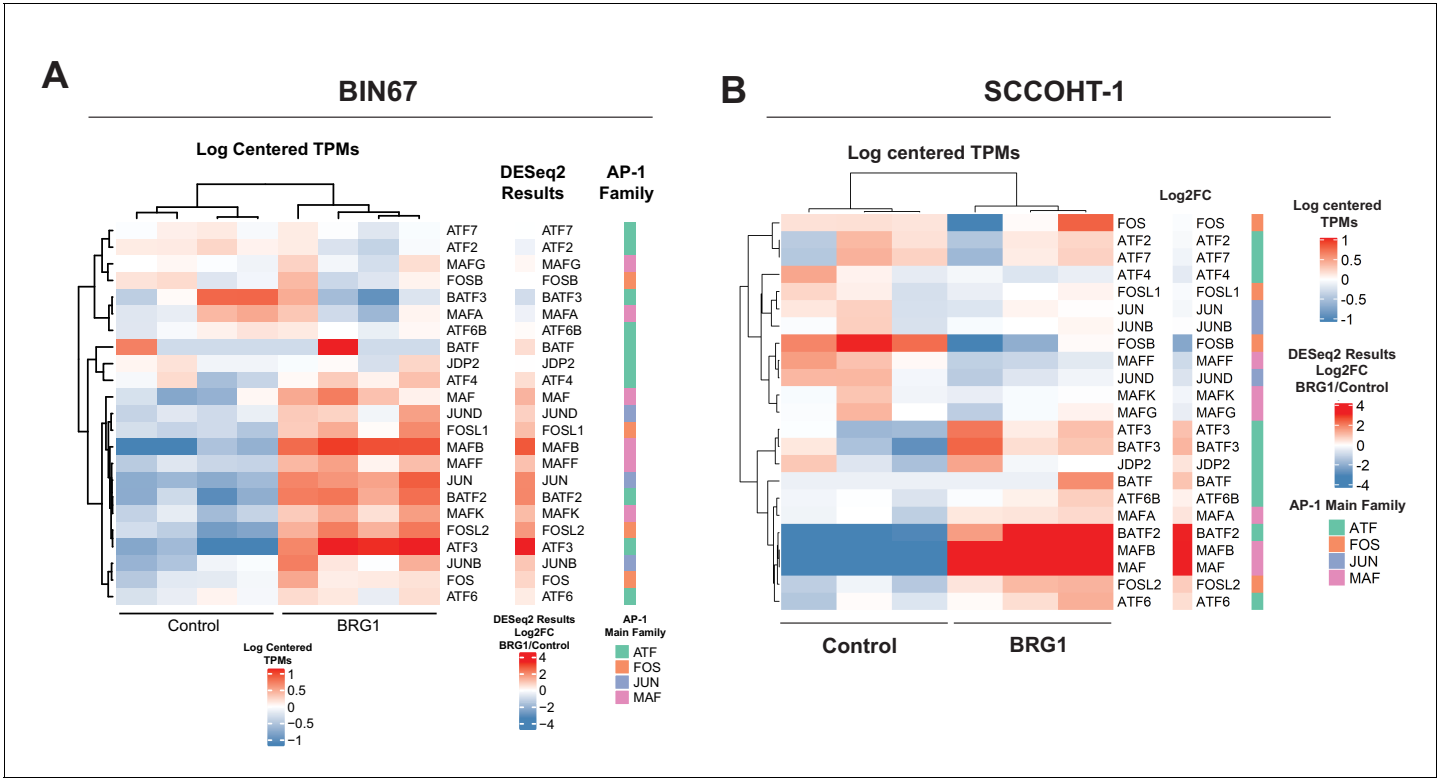 A
BIN67
Log Centered TPMs
DESeq2
Results
AP-1
Family
ATF7 ATF7
ATF2 ATF2
MAFG MAFG
FOSB FOSB
BATF3 BATF3
MAFA MAFA
ATF6B ATF6B
BATF BATF
JDP2 JDP2
ATF4 ATF4
MAF MAF
JUND JUND
FOSL1 FOSL1
MAFB MAFB
MAFF MAFF
JUN JUN
BATF2 BATF2
MAFK MAFK
FOSL2 FOSL2
ATF3 ATF3
JUNB JUNB
FOS FOS
ATF6 ATF6
Control BRG1
Log Centered
TPMs
1
0.5
0
−0.5
−1
DESeq2 Results
Log2FC
BRG1/Control
4
2
0
−2
−4
AP-1
Main Family
ATF
FOS
JUN
MAF
B
SCCOHT-1
Log centered TPMs
Log2FC
FOS FOS
ATF2 ATF2
ATF7 ATF7
ATF4 ATF4
FOSL1 FOSL1
JUN JUN
JUNB JUNB
FOSB FOSB
MAFF MAFF
JUND JUND
MAFK MAFK
MAFG MAFG
ATF3 ATF3
BATF3 BATF3
JDP2 JDP2
BATF BATF
ATF6B ATF6B
MAFA MAFA
BATF2 BATF2
MAFB MAFB
MAF MAF
FOSL2 FOSL2
ATF6 ATF6
Control BRG1
Log centered
TPMs
1
0.5
0
-0.5
-1
DESeq2 Results
Log2FC
BRG1/Control
4
2
0
-2
-4
AP-1 Main Family
ATF
FOS
JUN
MAF